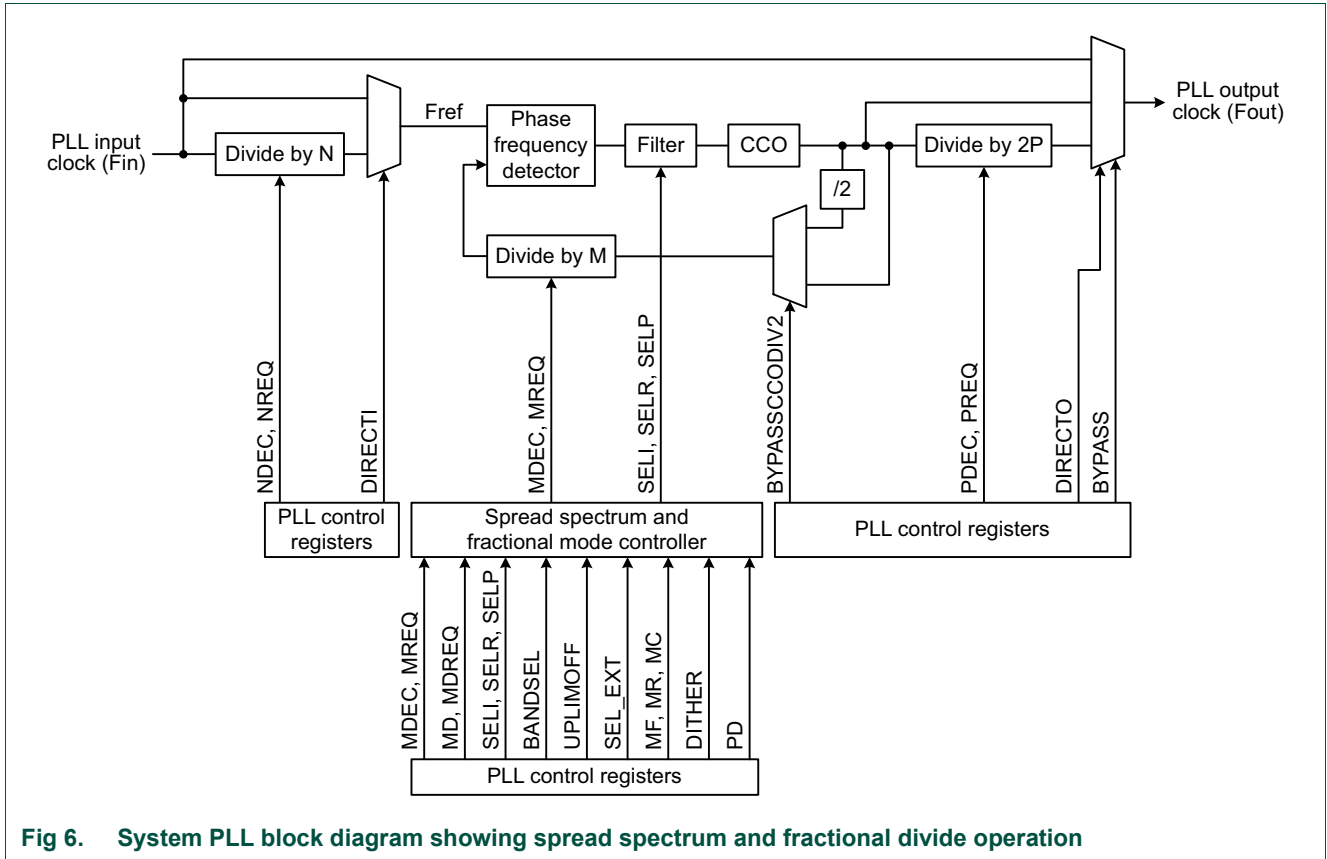 PLL input
clock (Fin)
Divide by N
Fref
Phase
frequency
detector
Filter
CCO
/2
Divide by 2P
PLL output
clock (Fout)
Divide by M
NDEC, NREQ
DIRECTI
MDEC, MREQ
SELI, SELR, SELP
BYPASSCCODIV2
PDEC, PREQ
DIRECTO
BYPASS
PLL control
registers
Spread spectrum and
fractional mode controller
PLL control registers
MDEC, MREQ
MD, MDREQ
SELI, SELR, SELP
BANDSEL
UPLIMOFF
SEL_EXT
MF, MR, MC
DITHER
PD
PLL control registers
Fig 6. System PLL block diagram showing spread spectrum and fractional divide operation